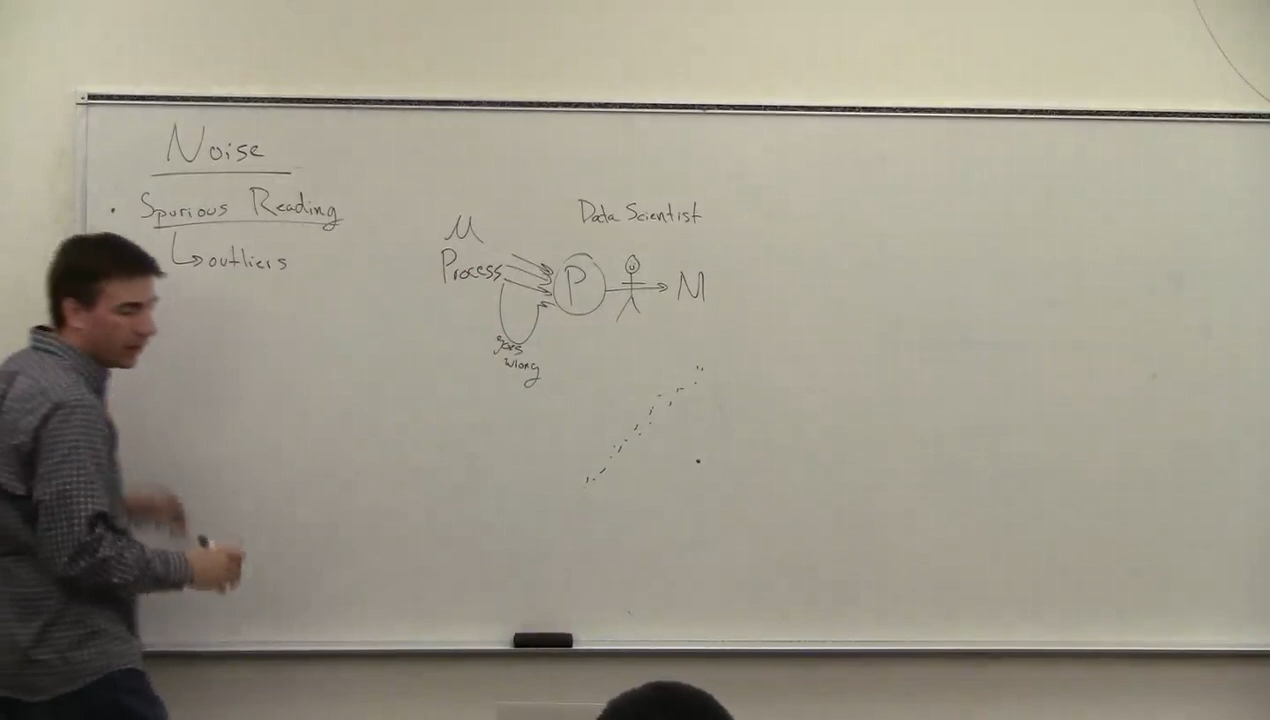 Noise
· Spurious Reading
↳ outliers
Data Scientist
M
Process
P
M
goes
wrong